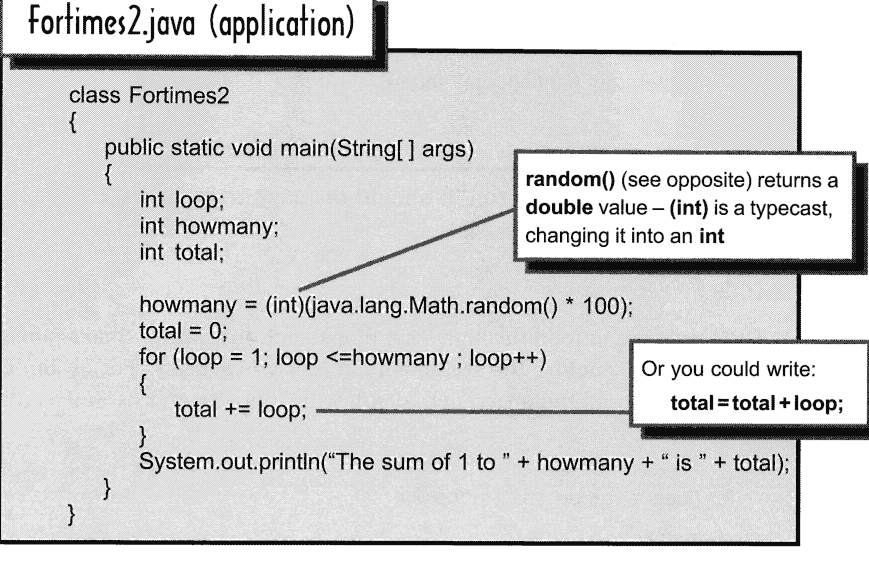 Fortimes2.java (application)
class Fortimes2
{
public static void main(String[ ] args)
{
int loop;
int howmany;
int total;
random() (see opposite) returns a
double value – (int) is a typecast,
changing it into an int
howmany = (int)(java.lang.Math.random() * 100);
total = 0;
for (loop = 1; loop <=howmany ; loop++)
{
total += loop;
Or you could write:
total=total+loop;
}
System.out.println(“The sum of 1 to ” + howmany + “ is ” + total);
}
}